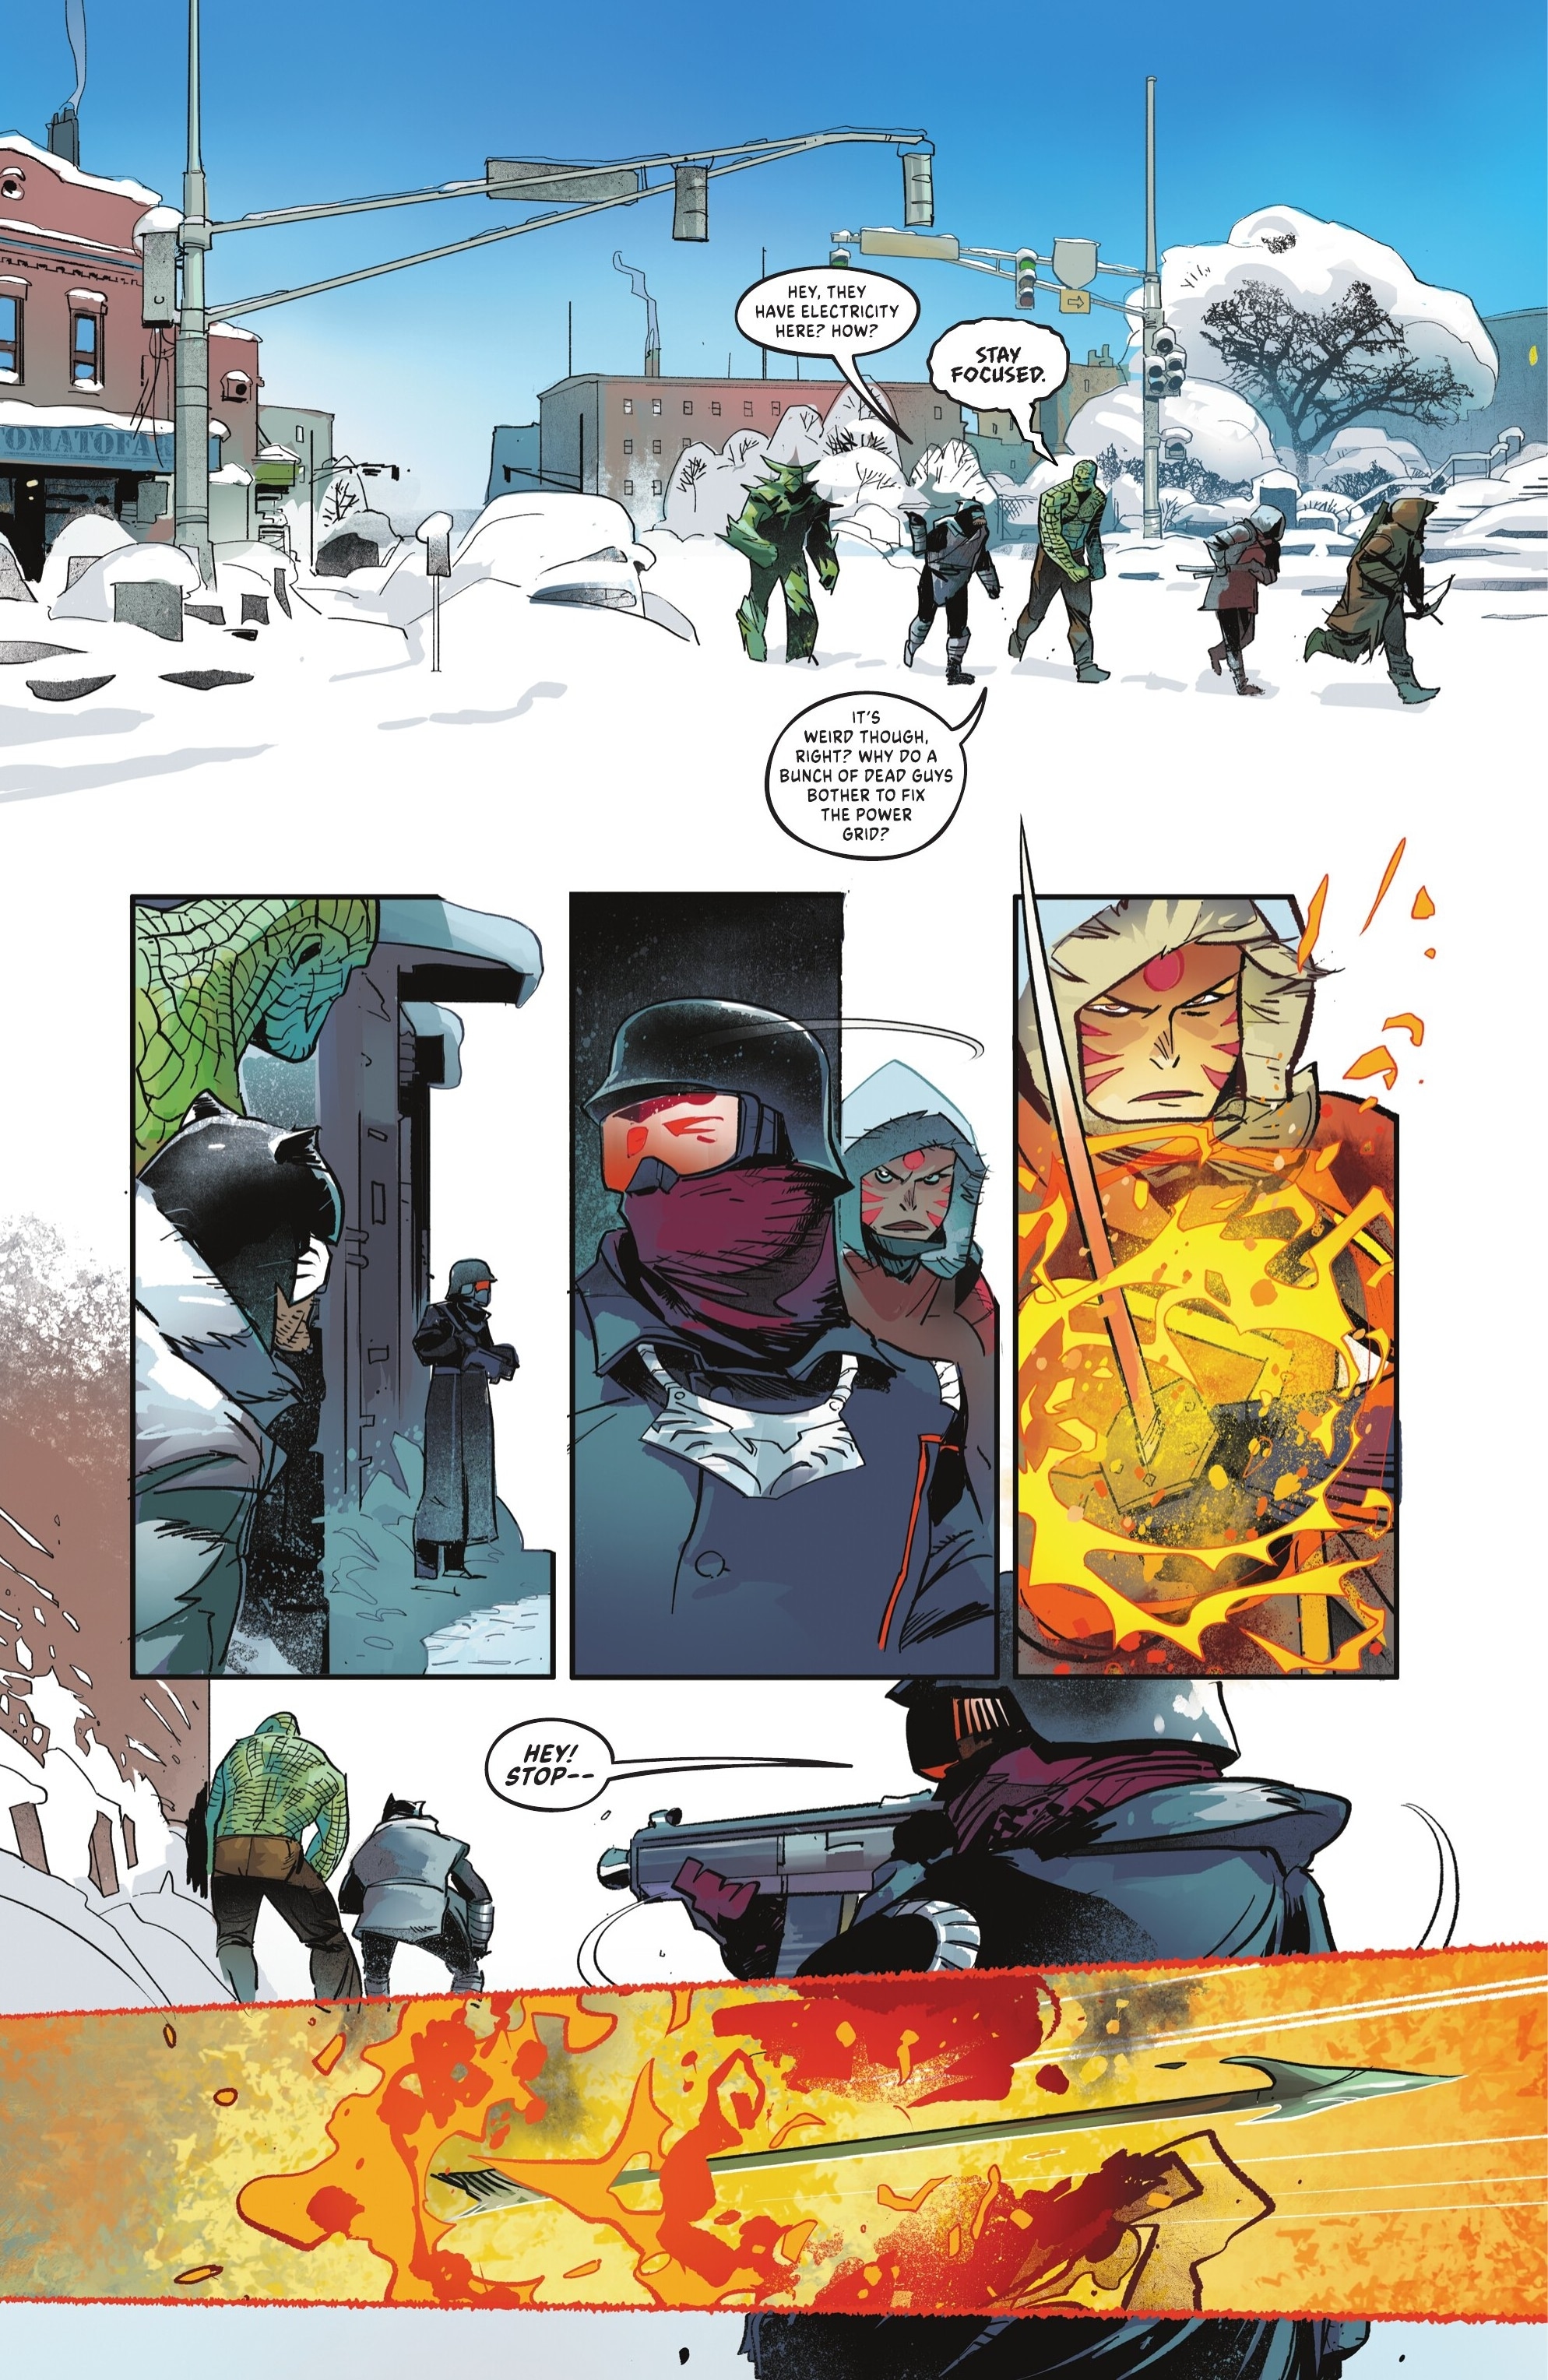 TOMATOFA
HEY, THEY
HAVE ELECTRICITY
HERE? HOW?
STAY
FOCUSED.
IT'S
WEIRD THOUGH,
RIGHT? WHY DO A
BUNCH OF DEAD GUYS
BOTHER TO FIX
THE POWER
GRID?
HEY!
STOP--